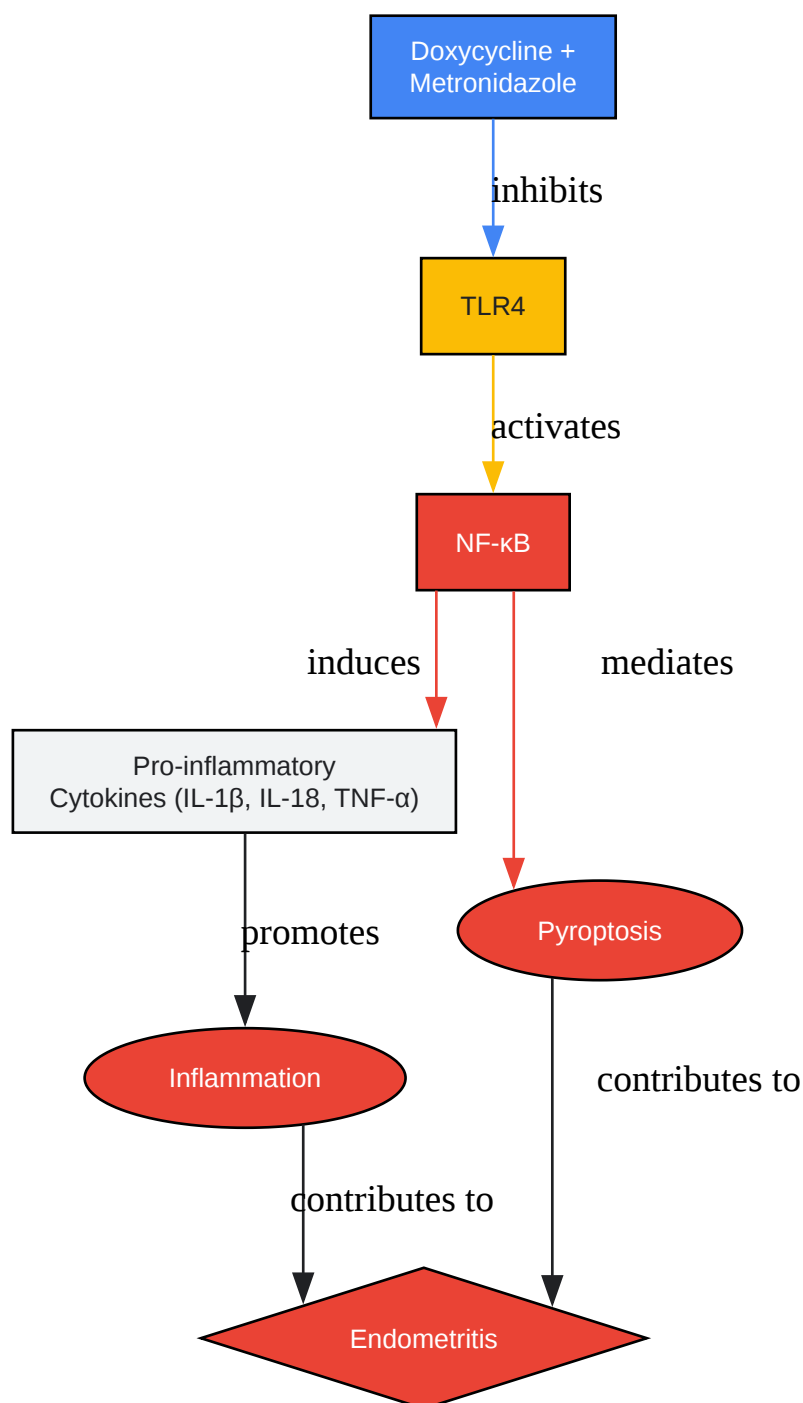 Doxycycline +
Metronidazole
inhibits
TLR4
activates
NF-κB
induces
mediates
Pro-inflammatory
Cytokines (IL-1β, IL-18, TNF-α)
promotes
Pyroptosis
Inflammation
contributes to
contributes to
Endometritis